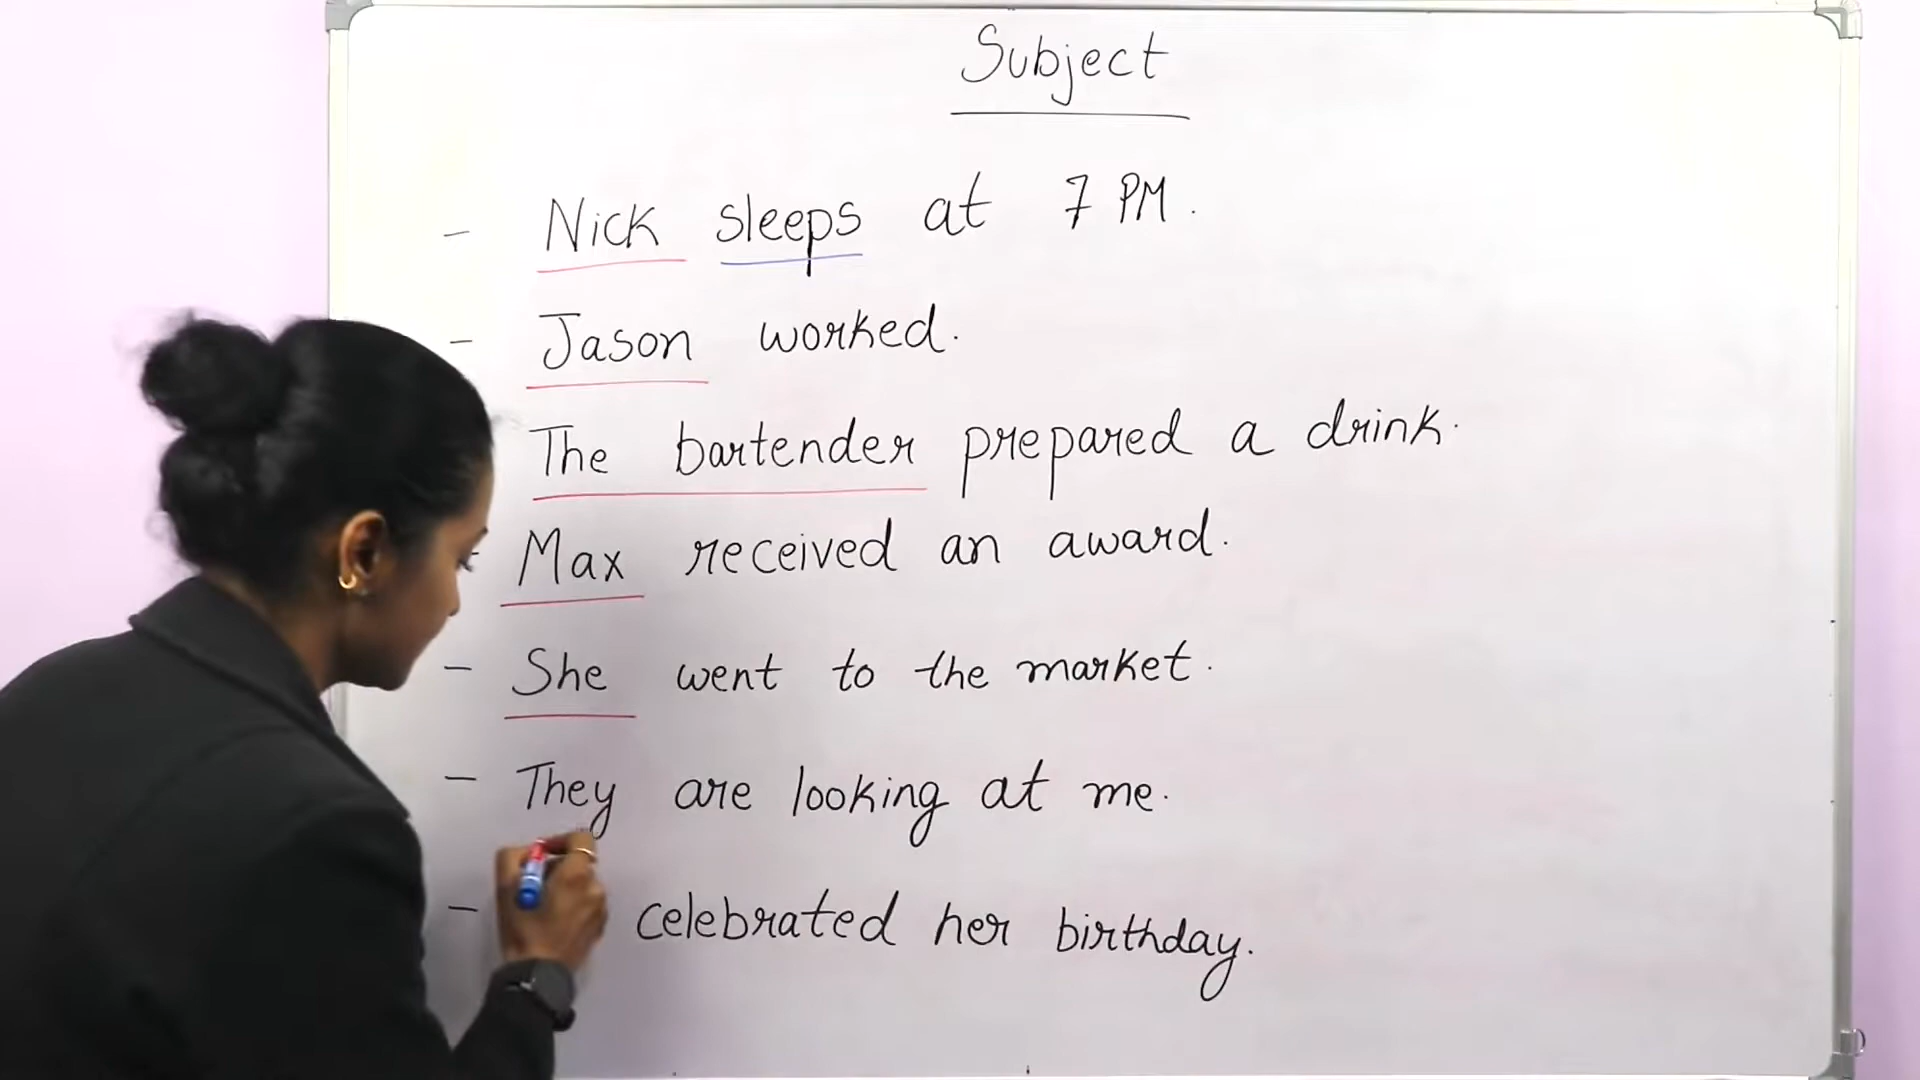 Subject
- Nick sleeps at 7 PM.
- Jason worked.
The bartender prepared a drink.
- Max received an award.
- She went to the market.
- They are looking at me.
- celebrated her birthday.